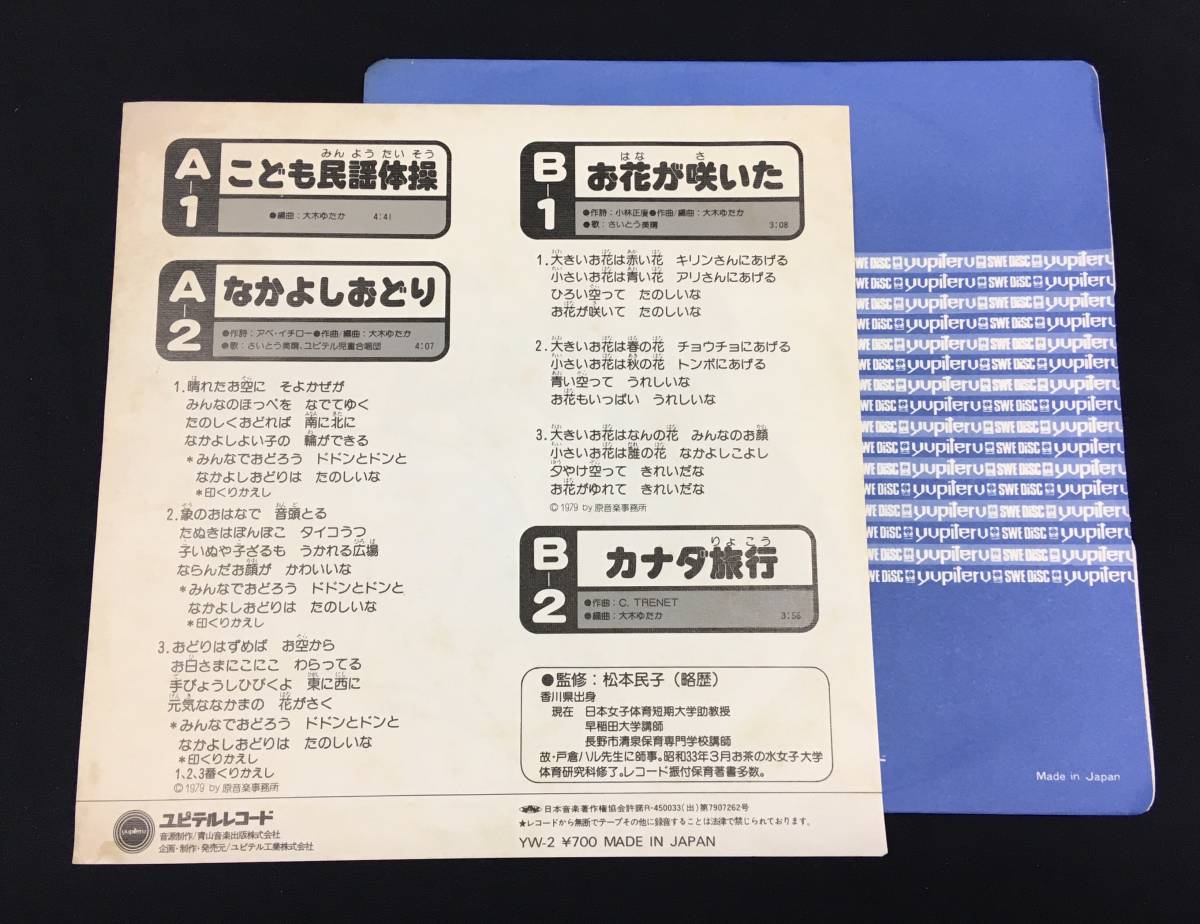 A-1
こども民謡体操
みんようたいそう
●編曲：大木ゆたか 4:41
A-2
なかよしおどり
●作詩：アベ・イチロー●作曲/編曲：大木ゆたか
●歌：さいとう美晴、ユピテル児童合唱団 4:07
1.晴れたお空に そよかぜが
みんなのほっぺを なでてゆく
たのしくおどれば 南に北に
なかよしよい子の 輪ができる
＊みんなでおどろう ドドンとドンと
なかよしおどりは たのしいな
＊印くりかえし
2.象のおはなで 音頭とる
たぬきはぽんぽこ タイコうつ
子いぬや子ざるも うかれる広場
ならんだお顔が かわいいな
＊みんなでおどろう ドドンとドンと
なかよしおどりは たのしいな
＊印くりかえし
3.おどりはずめば お空から
お日さまにこにこ わらってる
手びょうしひびくよ 東に西に
元気ななかまの 花がさく
＊みんなでおどろう ドドンとドンと
なかよしおどりは たのしいな
＊印くりかえし
1、2、3番くりかえし
©1979 by 原音楽事務所
B-1
お花が咲いた
はな さ
●作詩：小林正廣●作曲/編曲：大木ゆたか
●歌：さいとう美晴 3:08
1.大きいお花は赤い花 キリンさんにあげる
小さいお花は青い花 アリさんにあげる
ひろい空って たのしいな
お花が咲いて たのしいな
2.大きいお花は春の花 チョウチョにあげる
小さいお花は秋の花 トンボにあげる
青い空って うれしいな
お花もいっぱい うれしいな
3.大きいお花はなんの花 みんなのお顔
小さいお花は誰の花 なかよしこよし
夕やけ空って きれいだな
お花がゆれて きれいだな
©1979 by 原音楽事務所
B-2
カナダ旅行
りょこう
●作曲：C. TRENET
●編曲：大木ゆたか 3:56
●監修：松本民子（略歴）
香川県出身
現在 日本女子体育短期大学助教授
早稲田大学講師
長野市清泉保育専門学校講師
故・戸倉ハル先生に師事。昭和33年3月お茶の水女子大学
体育研究科修了。レコード振付保育著書多数。
yupiteru
ユピテルレコード
音源制作/青山音楽出版株式会社
企画・制作・発売元/ユピテル工業株式会社
日本音楽著作権協会許諾R-450033（出）第7907262号
★レコードから無断でテープその他に録音することは法律で禁じられております。
YW-2 ¥700 MADE IN JAPAN
SWE DiSC yupiteru SWE DiSC yupiteru
yupiteru SWE DiSC yupiteru
SWE DiSC yupiteru SWE DiSC yupiteru
Made in Japan